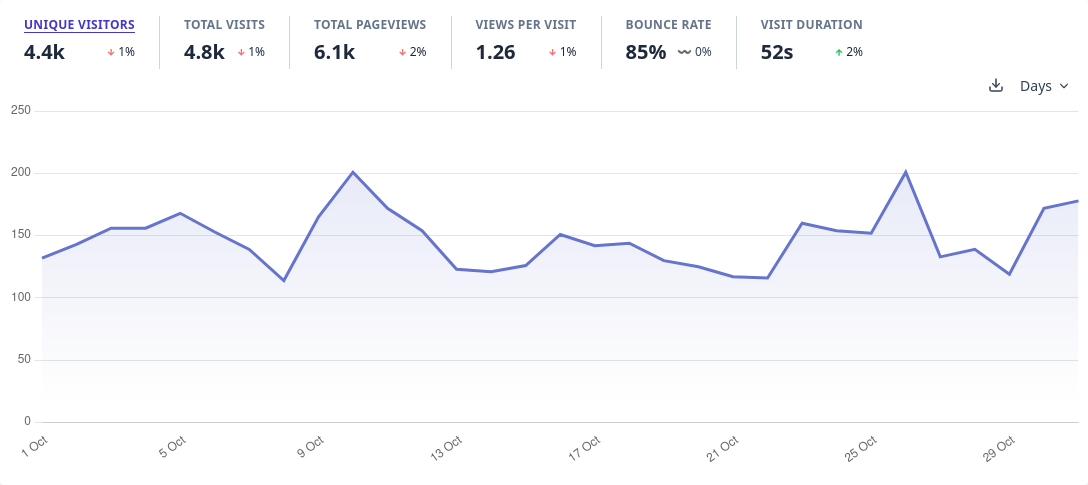 UNIQUE VISITORS TOTAL VISITS TOTAL PAGEVIEWS VIEWS PER VISIT BOUNCE RATE VISIT DURATION
4.4k ↓ 1% 4.8k ↓ 1% 6.1k ↓ 2% 1.26 ↓ 1% 85% 〰 0% 52s ↑ 2%
Days
250
200
150
100
50
0
1 Oct 5 Oct 9 Oct 13 Oct 17 Oct 21 Oct 25 Oct 29 Oct